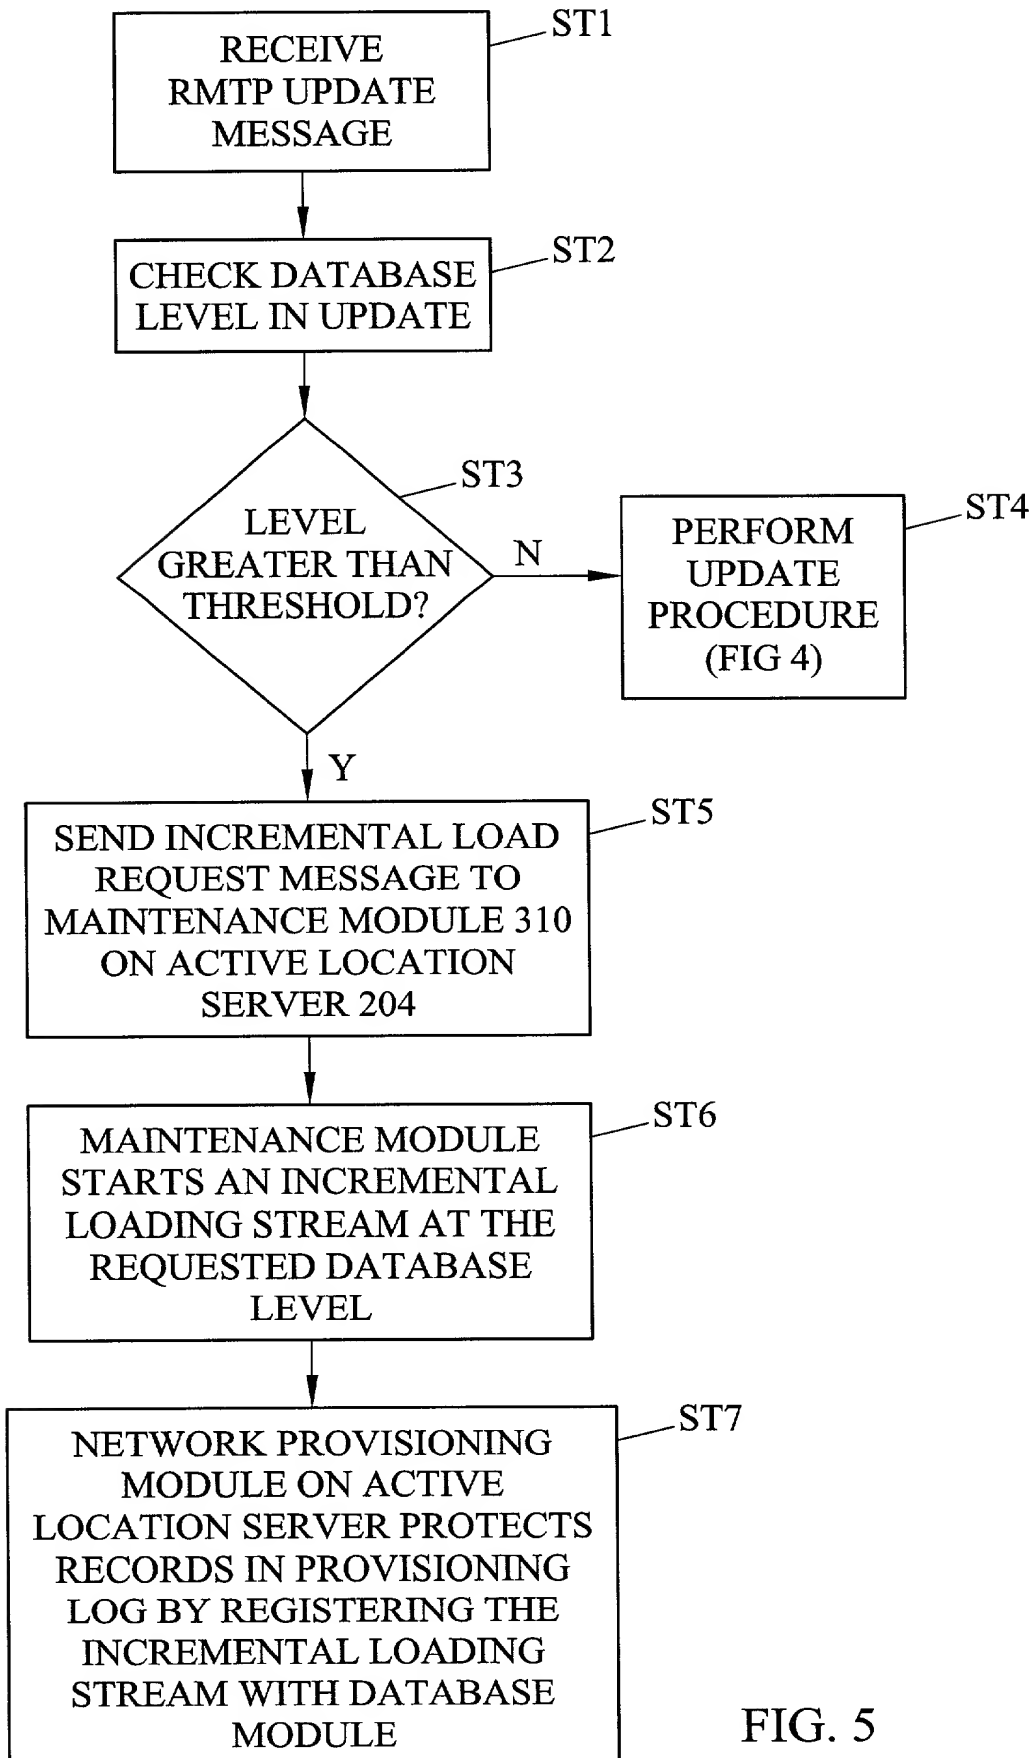 RECEIVE
RMTP UPDATE
MESSAGE
ST1
CHECK DATABASE
LEVEL IN UPDATE
ST2
LEVEL
GREATER THAN
THRESHOLD?
ST3
N
PERFORM
UPDATE
PROCEDURE
(FIG 4)
ST4
Y
SEND INCREMENTAL LOAD
REQUEST MESSAGE TO
MAINTENANCE MODULE 310
ON ACTIVE LOCATION
SERVER 204
ST5
MAINTENANCE MODULE
STARTS AN INCREMENTAL
LOADING STREAM AT THE
REQUESTED DATABASE
LEVEL
ST6
NETWORK PROVISIONING
MODULE ON ACTIVE
LOCATION SERVER PROTECTS
RECORDS IN PROVISIONING
LOG BY REGISTERING THE
INCREMENTAL LOADING
STREAM WITH DATABASE
MODULE
ST7
FIG. 5